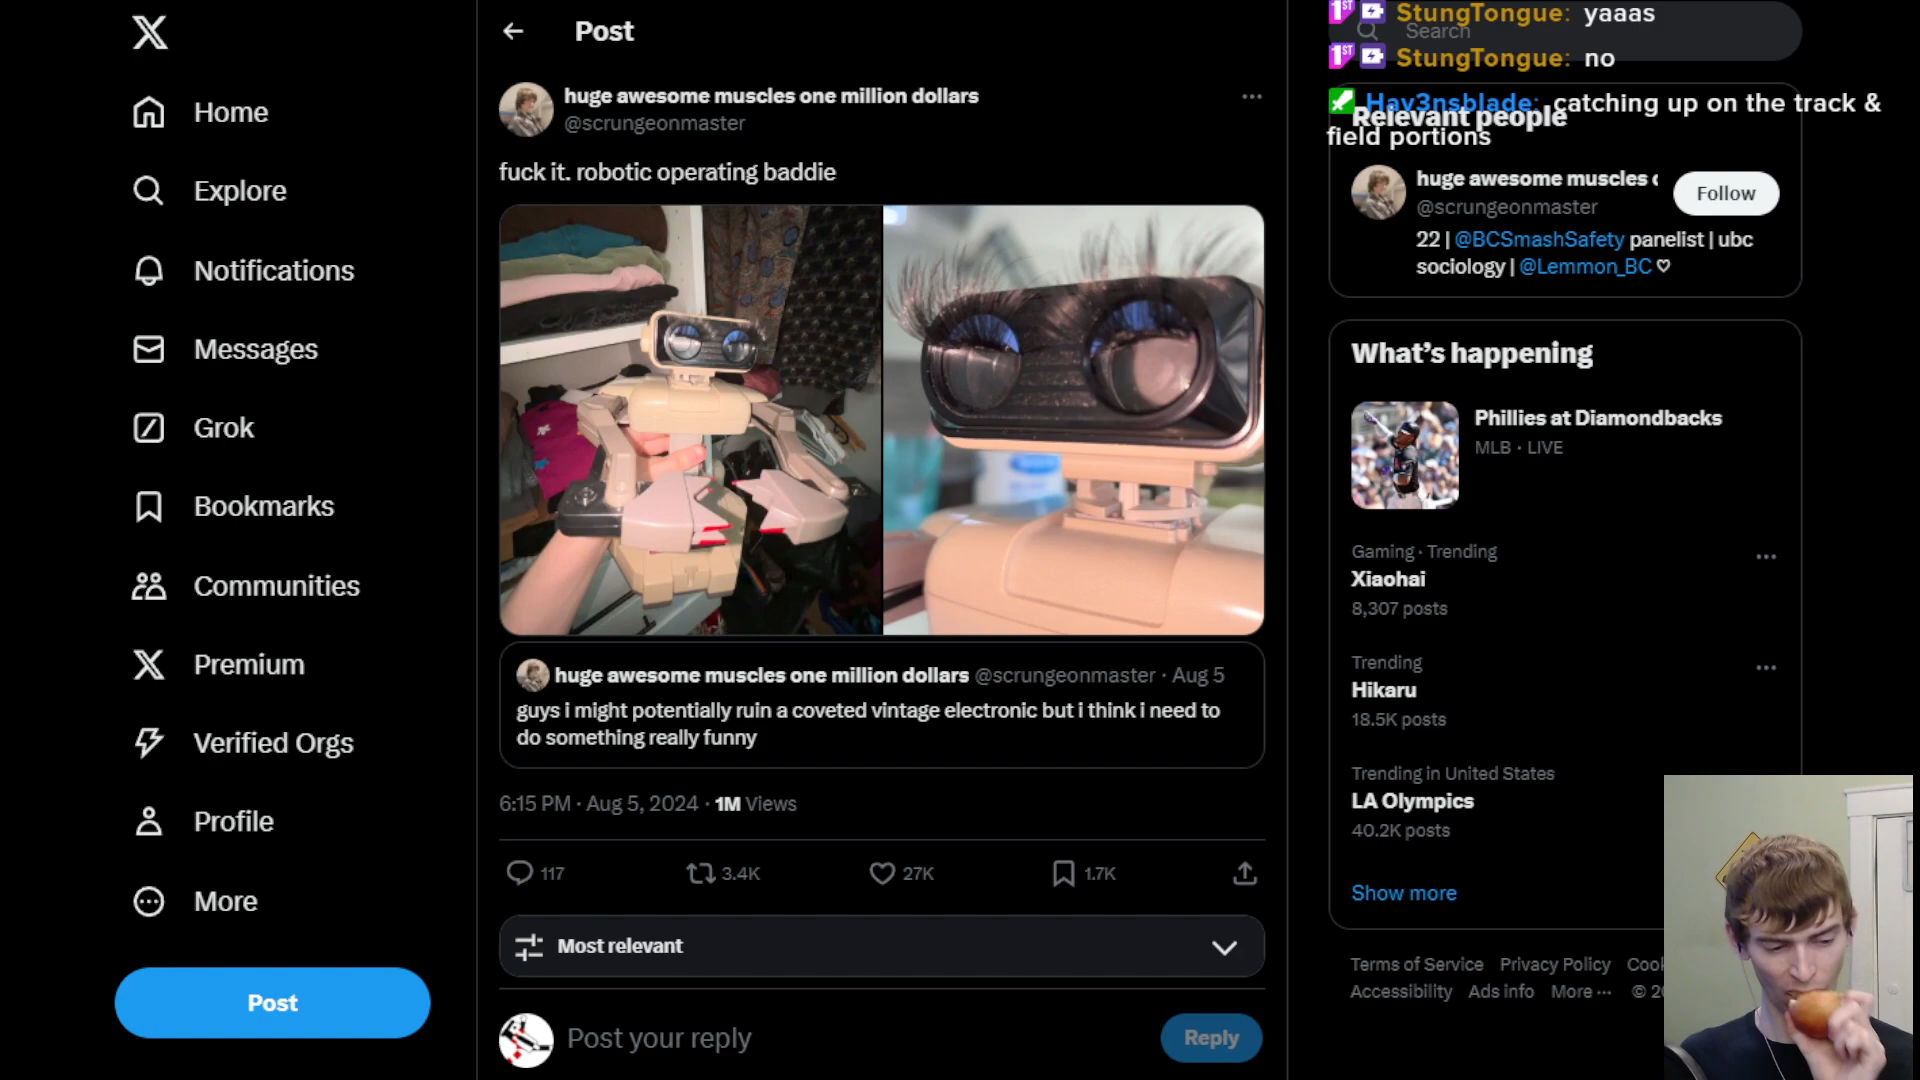 Home
Explore
Notifications
Messages
Grok
Bookmarks
Communities
Premium
Verified Orgs
Profile
More
Post
Post
huge awesome muscles one million dollars
@scrungeonmaster
fuck it. robotic operating baddie
huge awesome muscles one million dollars @scrungeonmaster · Aug 5
guys i might potentially ruin a coveted vintage electronic but i think i need to
do something really funny
6:15 PM · Aug 5, 2024 · 1M Views
117
3.4K
27K
1.7K
Most relevant
Post your reply
Reply
StungTongue: yaaas
Search
StungTongue: no
Hav3nsblade: catching up on the track &
field portions
Relevant people
huge awesome muscles
@scrungeonmaster
Follow
22 | @BCSmashSafety panelist | ubc
sociology | @Lemmon_BC ♡
What's happening
Phillies at Diamondbacks
MLB · LIVE
Gaming · Trending
Xiaohai
8,307 posts
Trending
Hikaru
18.5K posts
Trending in United States
LA Olympics
40.2K posts
Show more
Terms of Service Privacy Policy
Accessibility Ads info More ··· ©